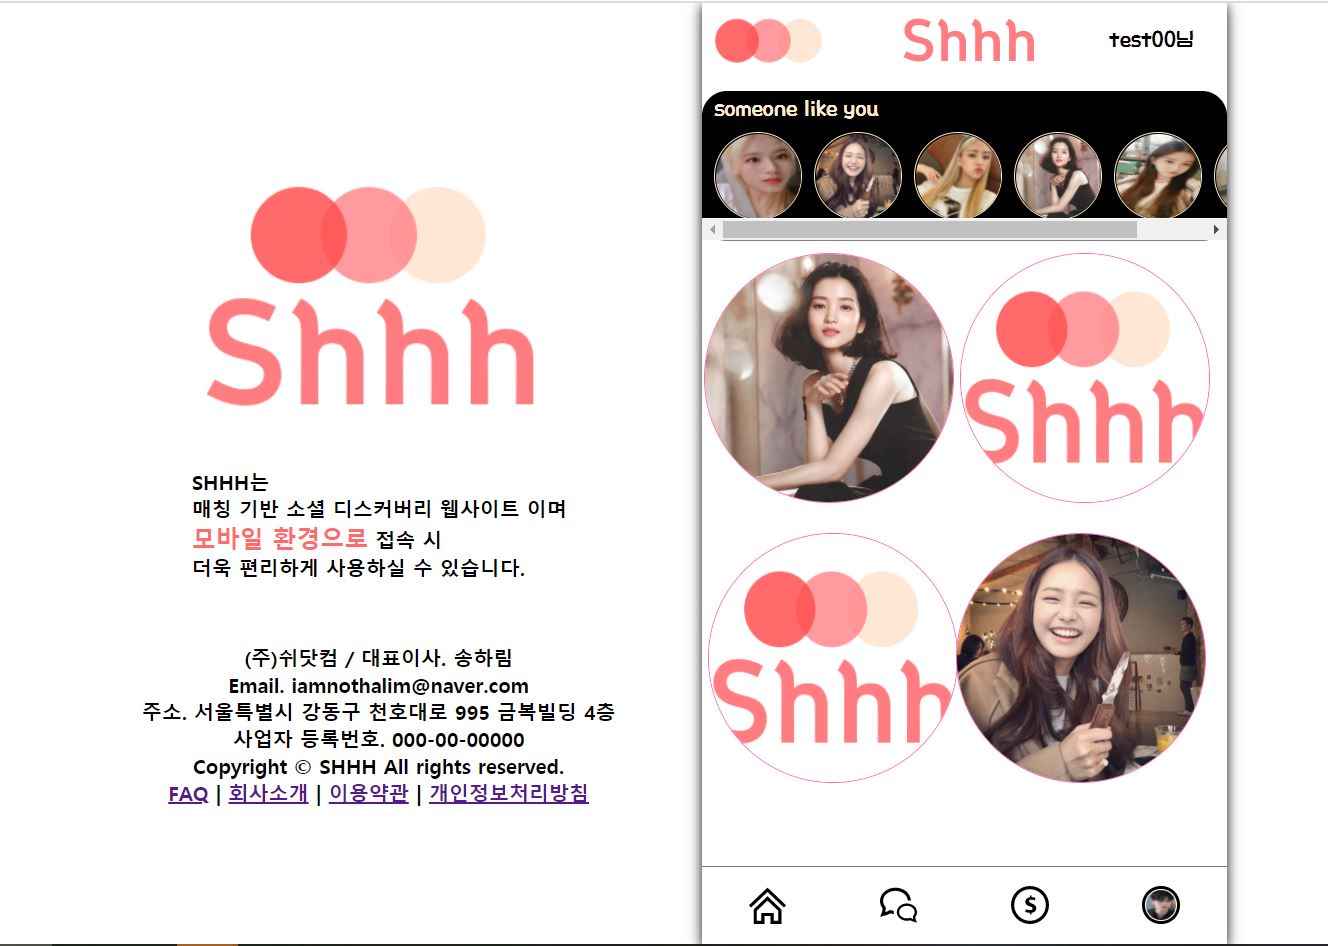 Shhh
SHHH는
매칭 기반 소셜 디스커버리 웹사이트 이며
모바일 환경으로 접속 시
더욱 편리하게 사용하실 수 있습니다.
(주)쉬닷컴 / 대표이사. 송하림
Email. iamnothalim@naver.com
주소. 서울특별시 강동구 천호대로 995 금복빌딩 4층
사업자 등록번호. 000-00-00000
Copyright © SHHH All rights reserved.
FAQ | 회사소개 | 이용약관 | 개인정보처리방침
Shhh
test00님
someone like you
Shhh
Shhh